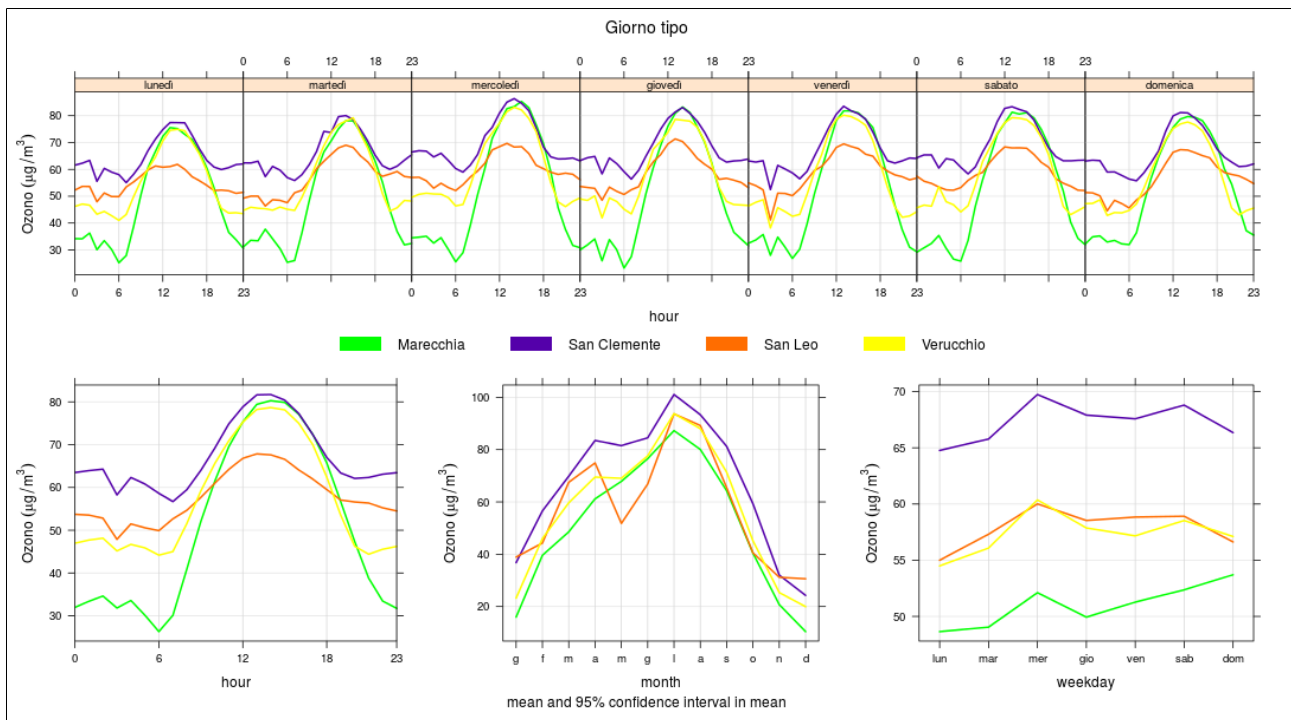 Giorno tipo
0 6 12 18 23 0 6 12 18 23 0 6 12 18 23
lunedì martedì mercoledì giovedì venerdì sabato domenica
Ozono (µg/m³)
80
70
60
50
40
30
0 6 12 18 23 0 6 12 18 23 0 6 12 18 23 0 6 12 18 23
hour
Marecchia San Clemente San Leo Verucchio
Ozono (µg/m³)
80
70
60
50
40
30
0 6 12 18 23
hour
Ozono (µg/m³)
100
80
60
40
20
g f m a m g l a s o n d
month
Ozono (µg/m³)
70
65
60
55
50
lun mar mer gio ven sab dom
weekday
mean and 95% confidence interval in mean